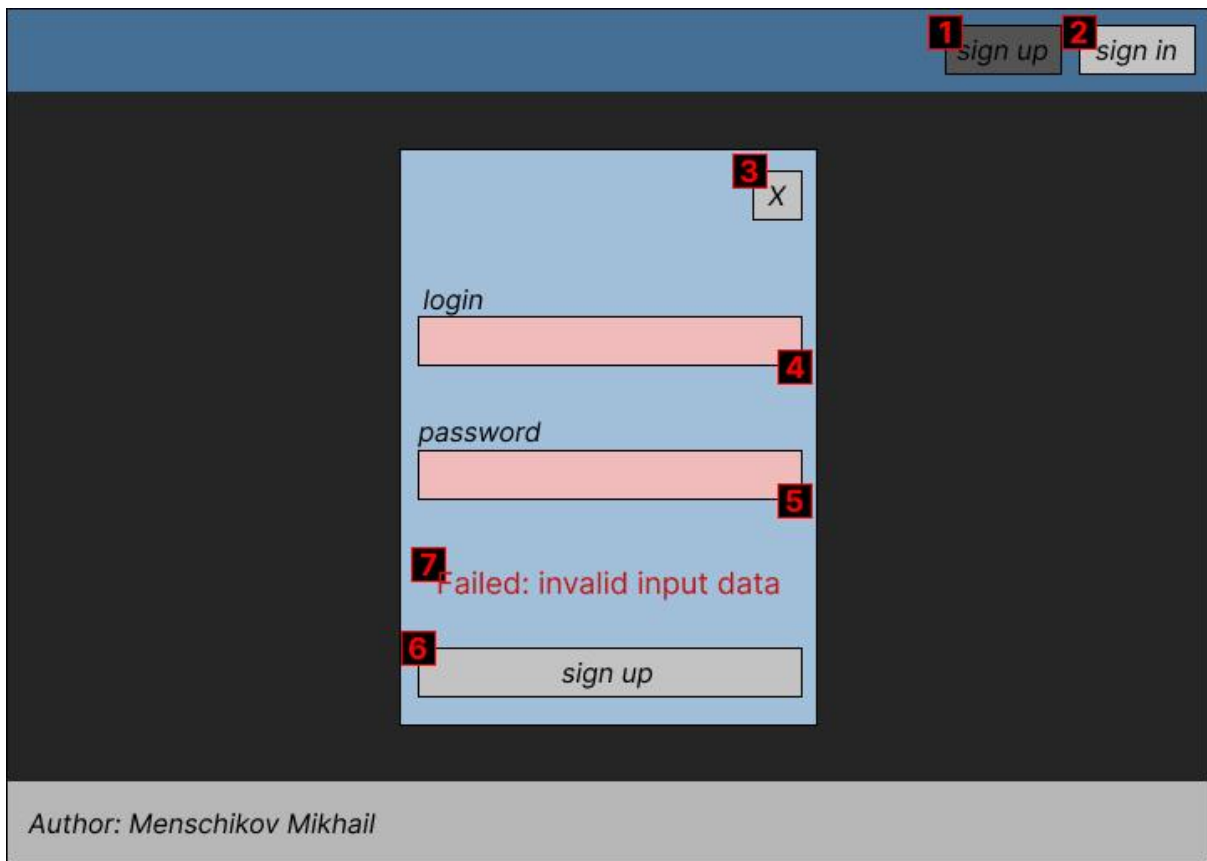 1
sign up
2
sign in
3
X
login
4
password
5
7
Failed: invalid input data
6
sign up
Author: Menschikov Mikhail